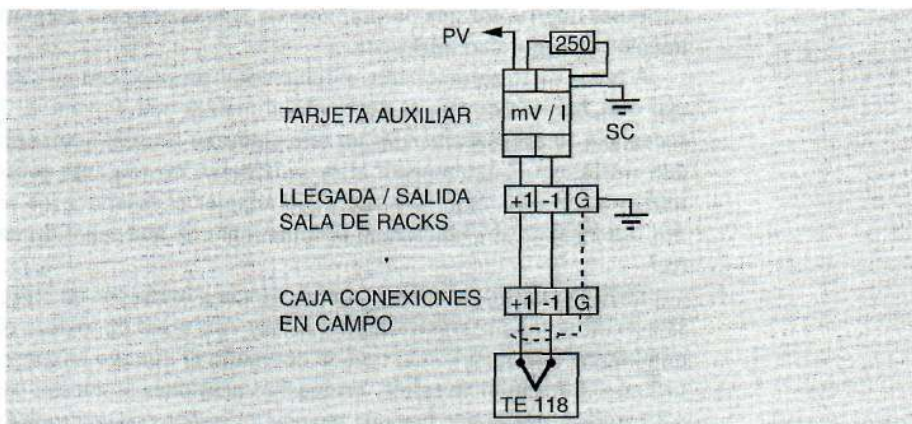 PV
250
TARJETA AUXILIAR
mV / I
SC
LLEGADA / SALIDA
SALA DE RACKS
+1 -1 G
CAJA CONEXIONES
EN CAMPO
+1 -1 G
TE 118